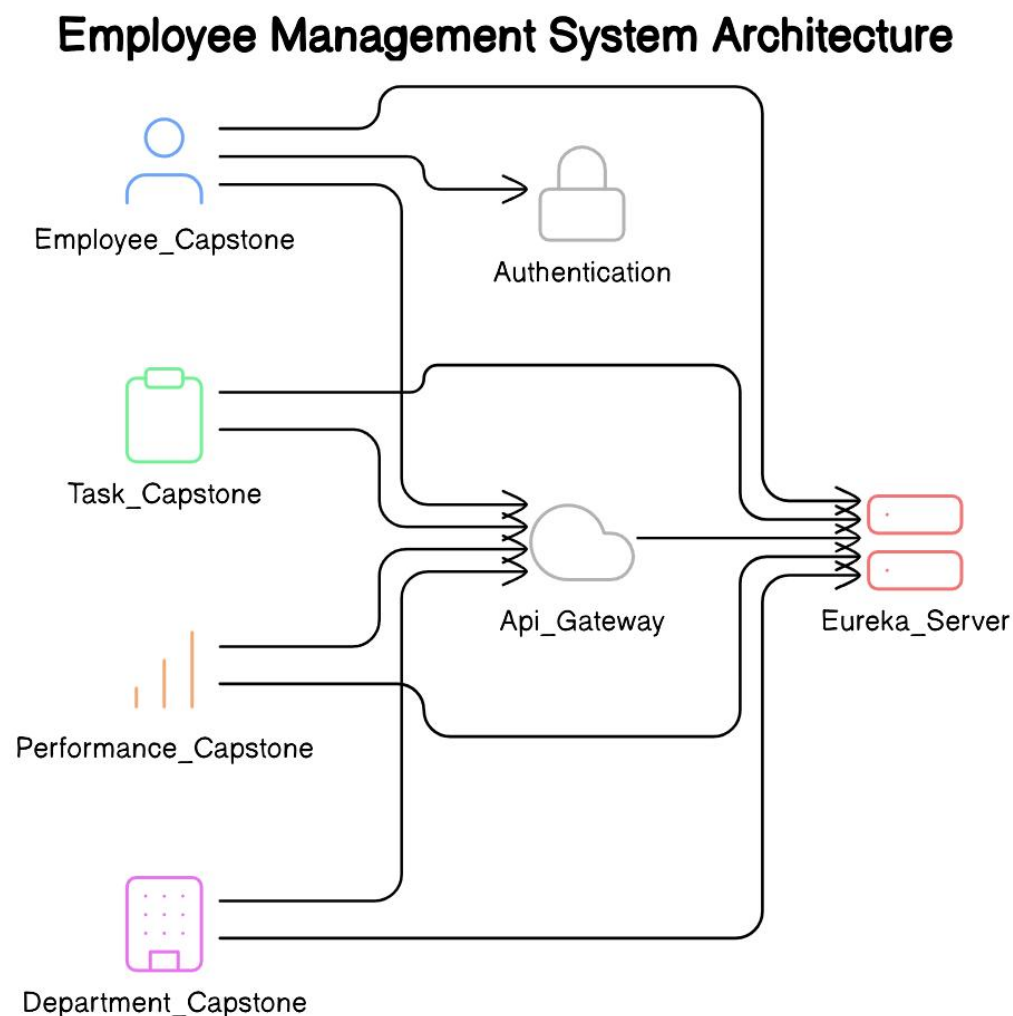 Employee Management System Architecture
Employee_Capstone
Authentication
Task_Capstone
Api_Gateway
Eureka_Server
Performance_Capstone
Department_Capstone